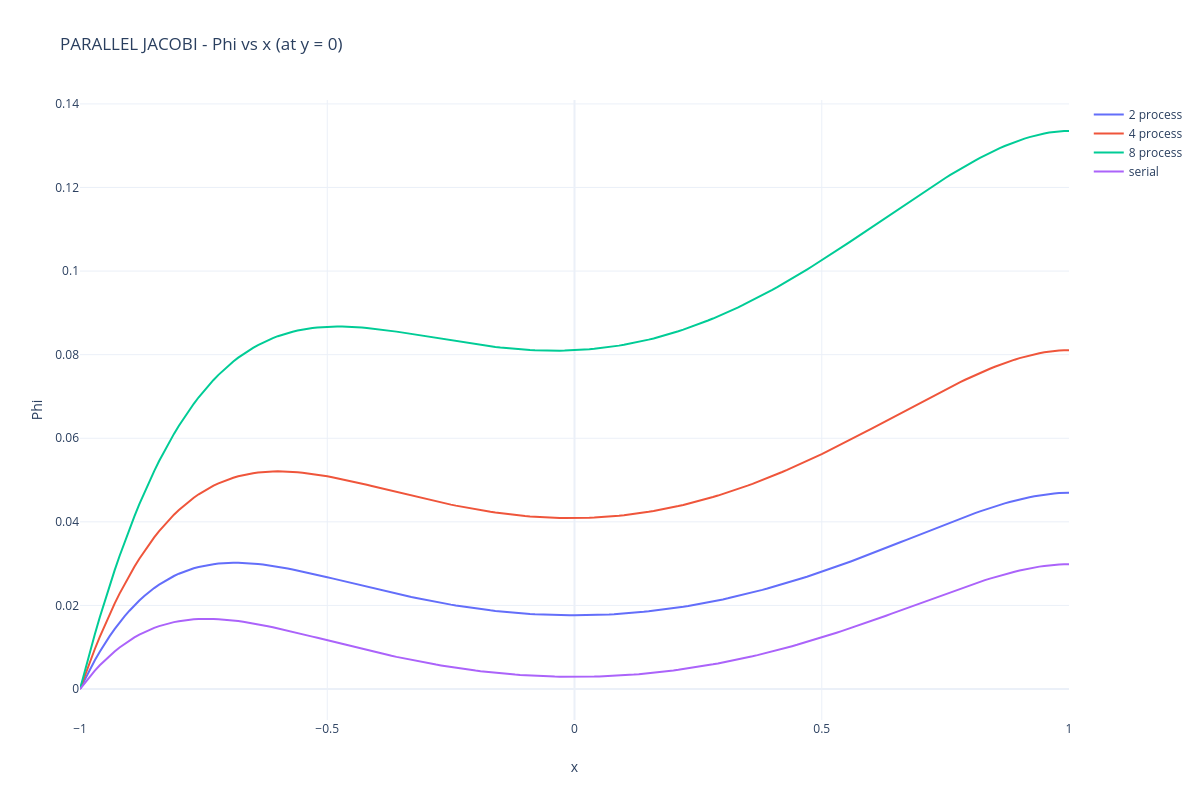 PARALLEL JACOBI - Phi vs x (at y = 0)
0.14
0.12
0.1
0.08
0.06
0.04
0.02
0
Phi
−1
−0.5
0
0.5
1
x
2 process
4 process
8 process
serial